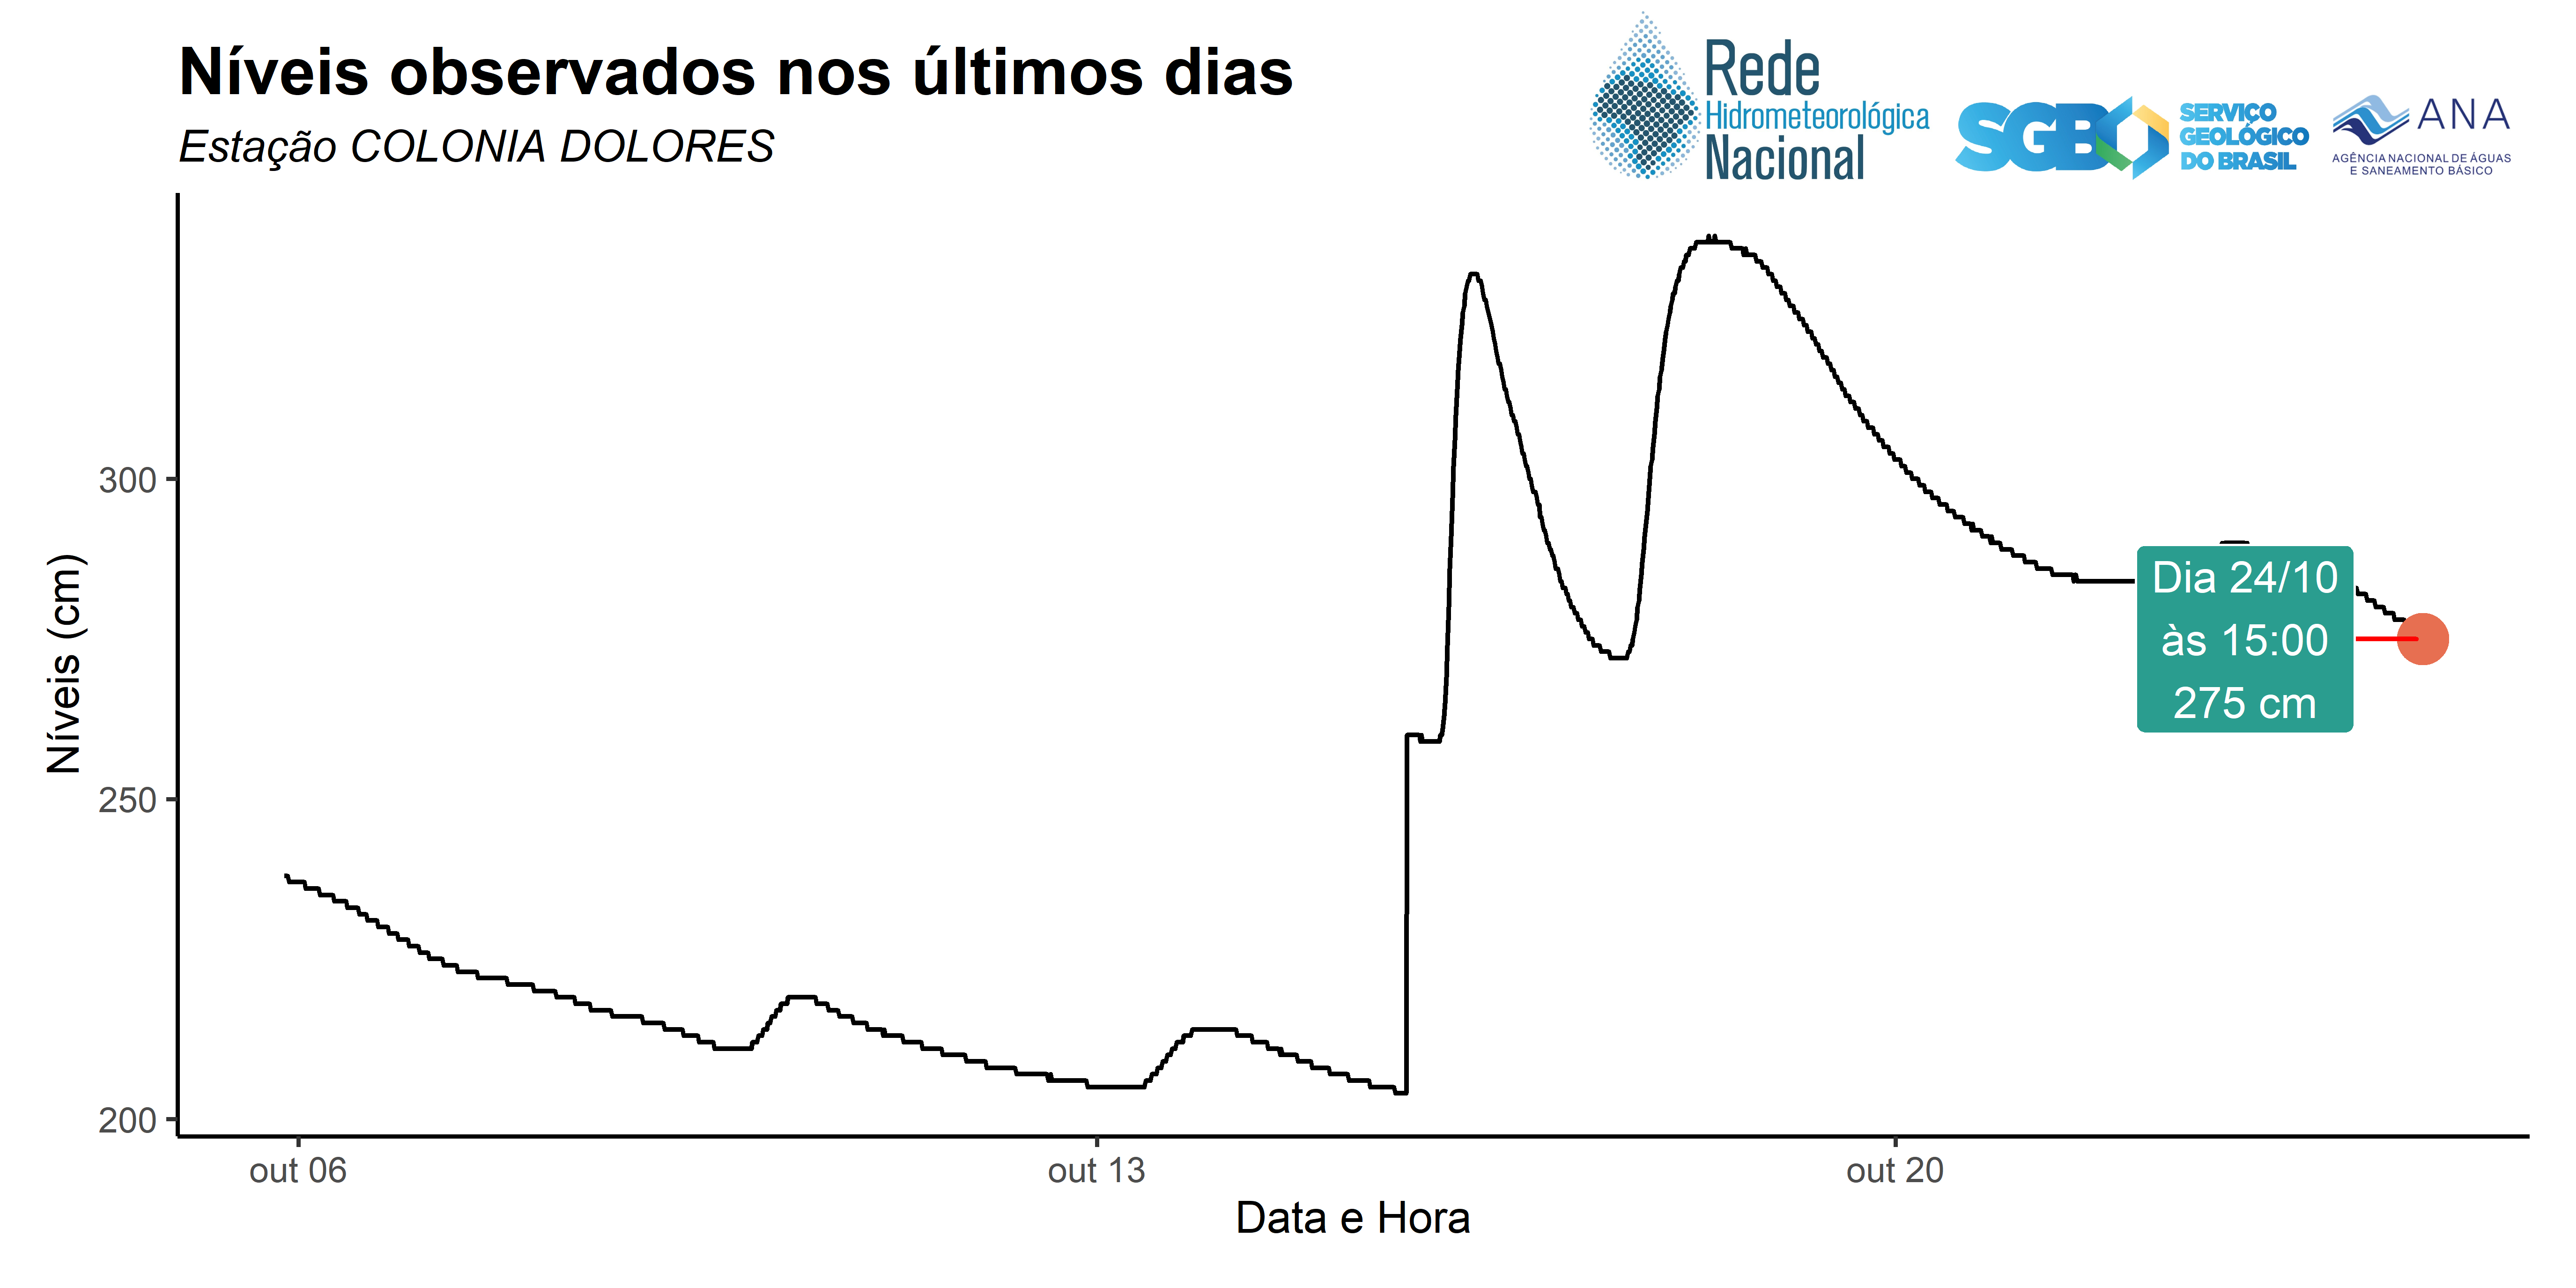 Níveis observados nos últimos dias
Estação COLONIA DOLORES
Rede
Hidrometeorológica
Nacional
SGB
SERVIÇO
GEOLÓGICO
DO BRASIL
ANA
AGÊNCIA NACIONAL DE ÁGUAS
E SANEAMENTO BÁSICO
Níveis (cm)
300
250
200
Dia 24/10
às 15:00
275 cm
out 06
out 13
out 20
Data e Hora